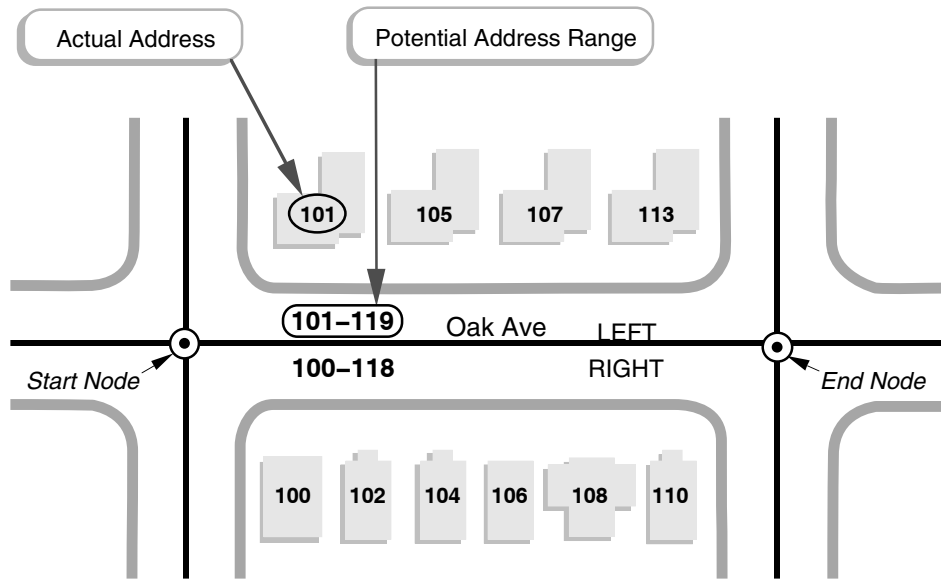 Actual Address
Potential Address Range
101
105
107
113
101–119
Oak Ave
LEFT
100–118
RIGHT
Start Node
End Node
100
102
104
106
108
110